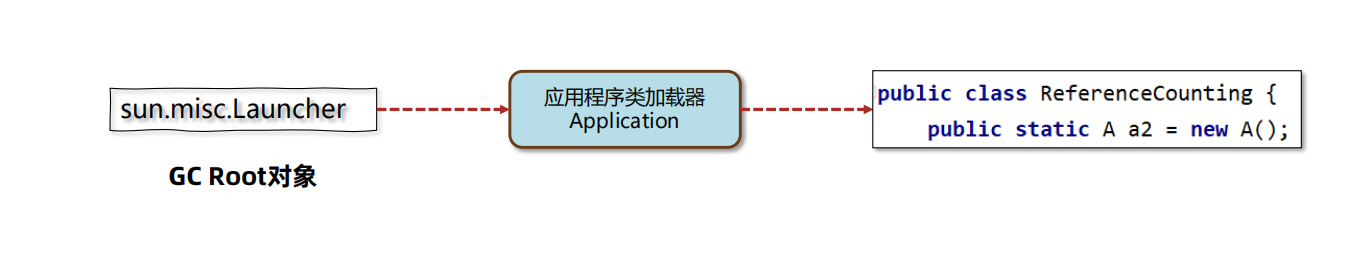 sun.misc.Launcher
GC Root对象
应用程序类加载器
Application
public class ReferenceCounting {
public static A a2 = new A();